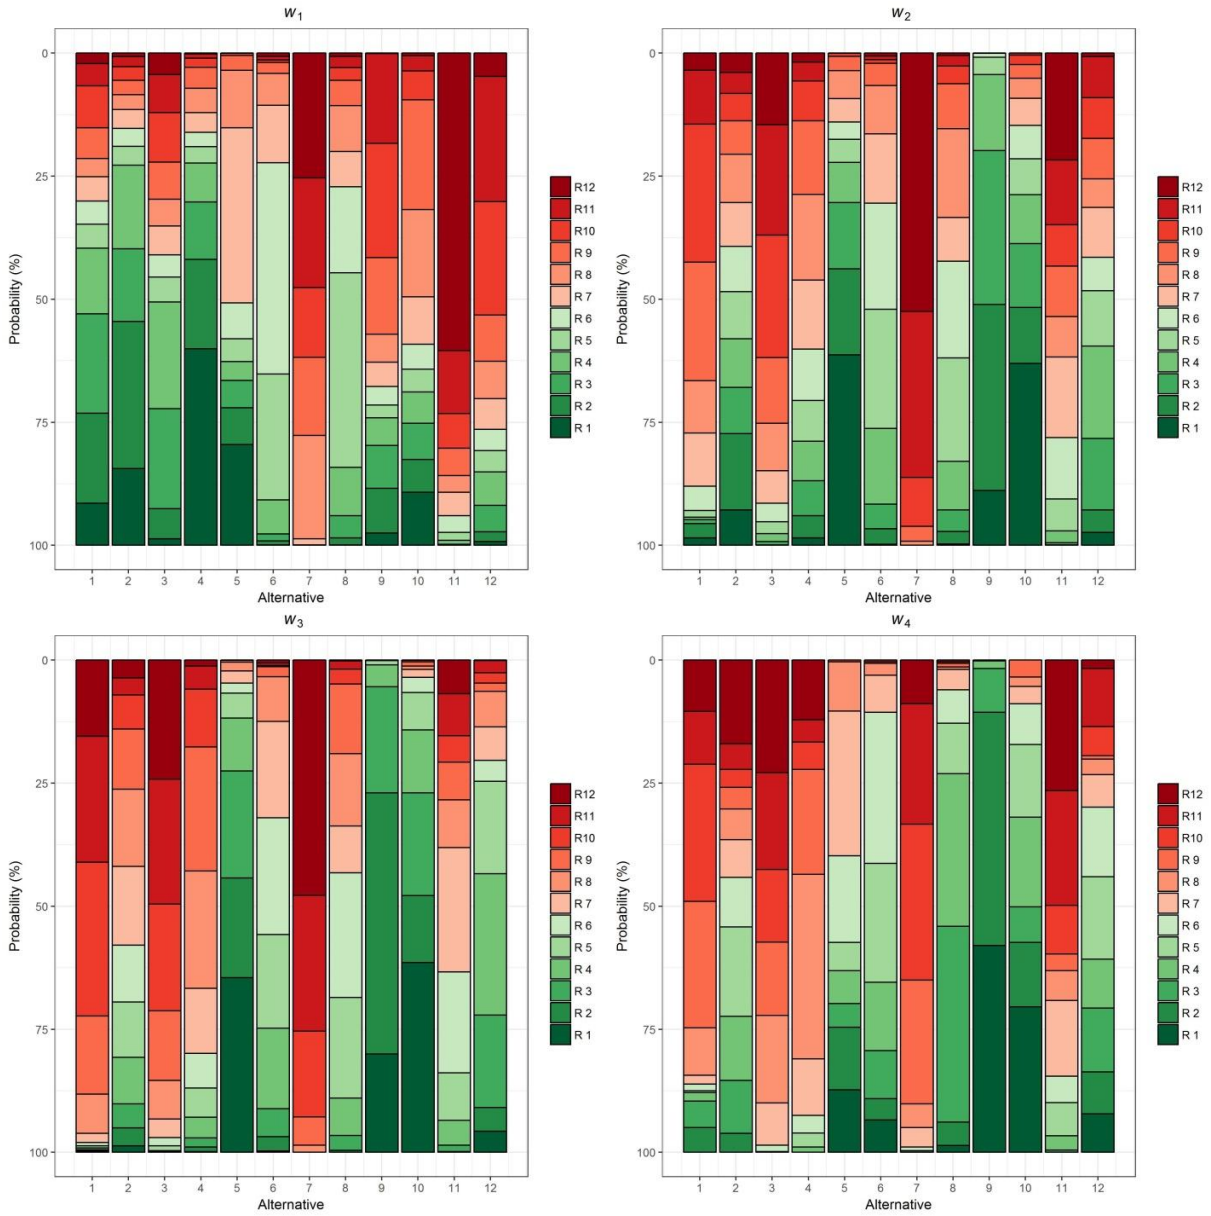 w1
w2
0
25
50
75
100
Probability (%)
1 2 3 4 5 6 7 8 9 10 11 12
Alternative
R12
R11
R10
R 9
R 8
R 7
R 6
R 5
R 4
R 3
R 2
R 1
0
25
50
75
100
Probability (%)
1 2 3 4 5 6 7 8 9 10 11 12
Alternative
R12
R11
R10
R 9
R 8
R 7
R 6
R 5
R 4
R 3
R 2
R 1
w3
w4
0
25
50
75
100
Probability (%)
1 2 3 4 5 6 7 8 9 10 11 12
Alternative
R12
R11
R10
R 9
R 8
R 7
R 6
R 5
R 4
R 3
R 2
R 1
0
25
50
75
100
Probability (%)
1 2 3 4 5 6 7 8 9 10 11 12
Alternative
R12
R11
R10
R 9
R 8
R 7
R 6
R 5
R 4
R 3
R 2
R 1